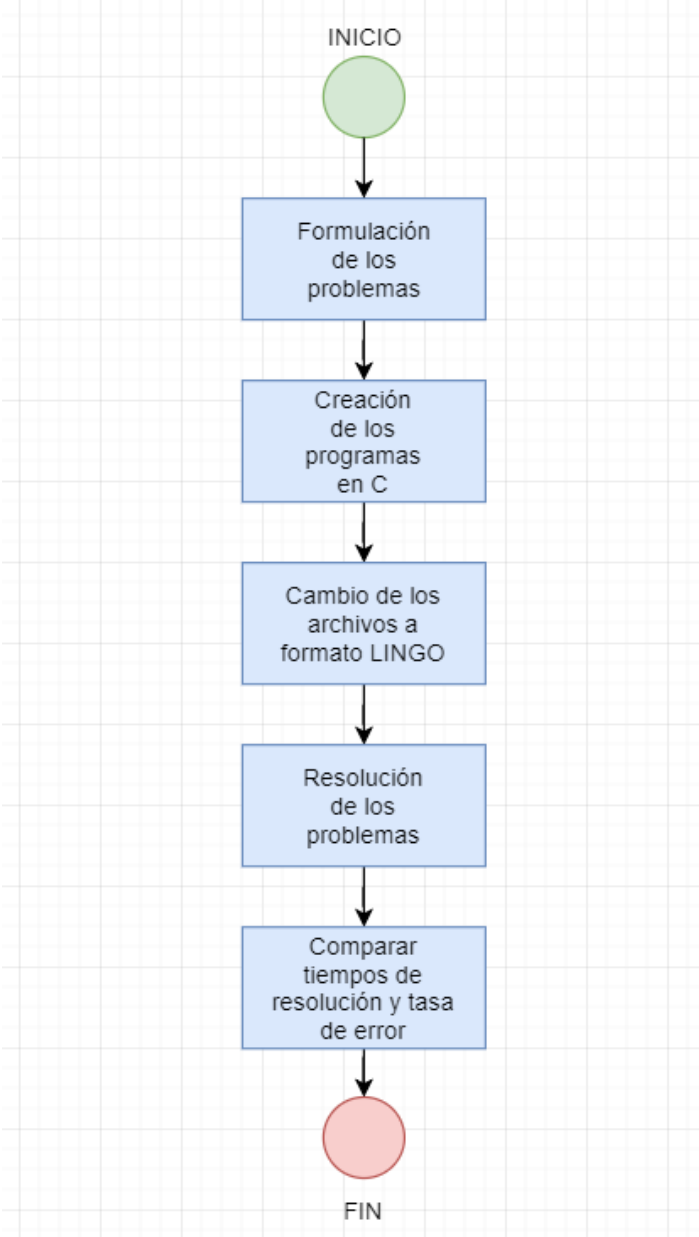 INICIO
Formulación
de los
problemas
Creación
de los
programas
en C
Cambio de los
archivos a
formato LINGO
Resolución
de los
problemas
Comparar
tiempos de
resolución y tasa
de error
FIN